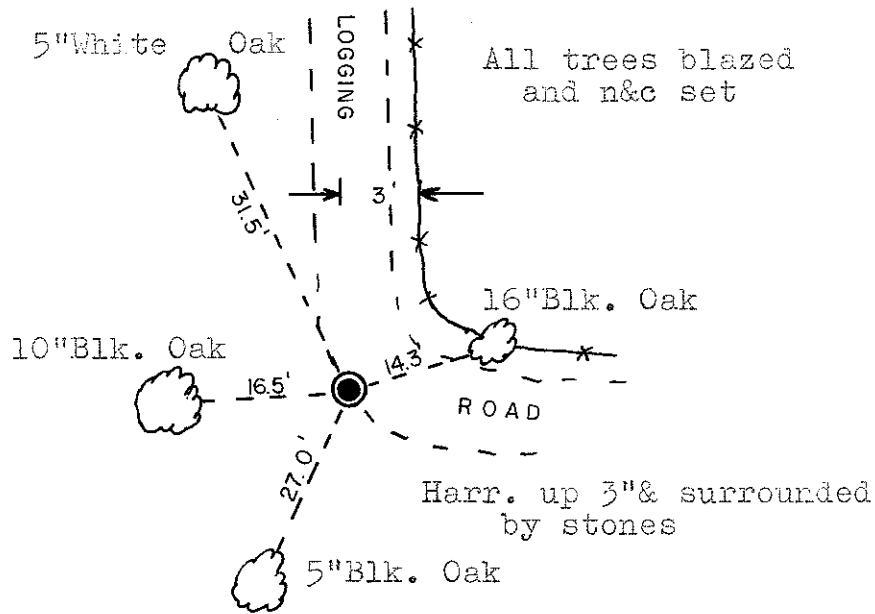 5"White Oak
LOGGING
All trees blazed
and n&c set
31.5'
3'
16"Blk. Oak
10"Blk. Oak
16.5'
14.3'
ROAD
27.0'
Harr. up 3"& surrounded
by stones
5"Blk. Oak